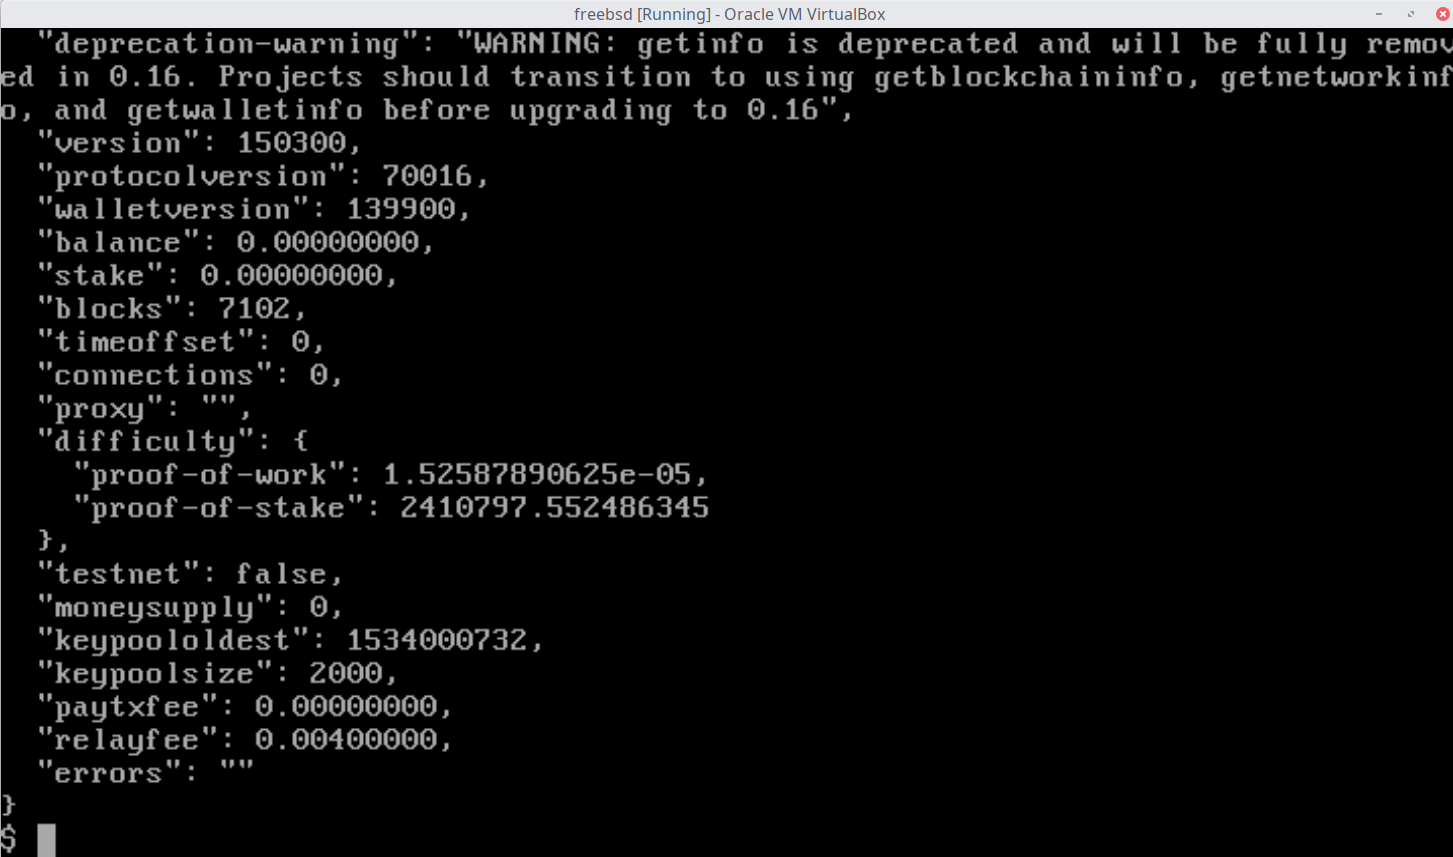 freebsd [Running] - Oracle VM VirtualBox
"deprecation-warning": "WARNING: getinfo is deprecated and will be fully remov
ed in 0.16. Projects should transition to using getblockchaininfo, getnetworkinf
o, and getwalletinfo before upgrading to 0.16",
"version": 150300,
"protocolversion": 70016,
"walletversion": 139900,
"balance": 0.00000000,
"stake": 0.00000000,
"blocks": 7102,
"timeoffset": 0,
"connections": 0,
"proxy": "",
"difficulty": {
"proof-of-work": 1.52587890625e-05,
"proof-of-stake": 2410797.552486345
},
"testnet": false,
"moneysupply": 0,
"keypoololdest": 1534000732,
"keypoolsize": 2000,
"paytxfee": 0.00000000,
"relayfee": 0.00400000,
"errors": ""
}
$